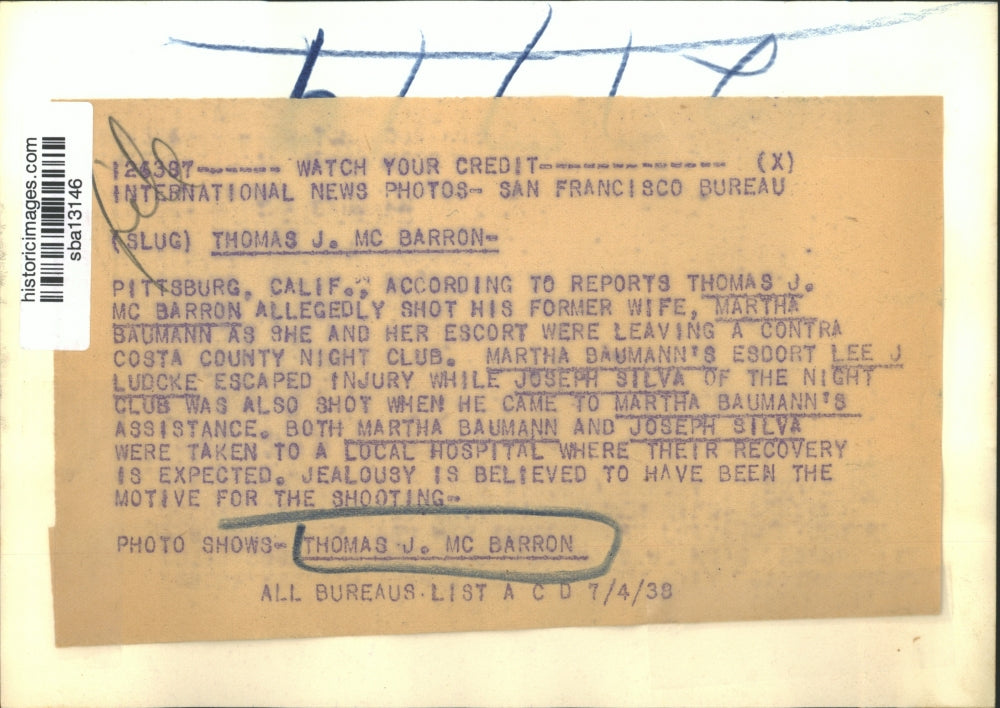 historicimages.com
sba13146
126387------ WATCH YOUR CREDIT------------- (X)
INTERNATIONAL NEWS PHOTOS- SAN FRANCISCO BUREAU
(SLUG) THOMAS J. MC BARRON-
PITTSBURG, CALIF., ACCORDING TO REPORTS THOMAS J.
MC BARRON ALLEGEDLY SHOT HIS FORMER WIFE, MARTHA
BAUMANN AS SHE AND HER ESCORT WERE LEAVING A CONTRA
COSTA COUNTY NIGHT CLUB. MARTHA BAUMANN'S ESDORT LEE J
LUDCKE ESCAPED INJURY WHILE JOSEPH SILVA OF THE NIGHT
CLUB WAS ALSO SHOT WHEN HE CAME TO MARTHA BAUMANN'S
ASSISTANCE. BOTH MARTHA BAUMANN AND JOSEPH SILVA
WERE TAKEN TO A LOCAL HOSPITAL WHERE THEIR RECOVERY
IS EXPECTED. JEALOUSY IS BELIEVED TO HAVE BEEN THE
MOTIVE FOR THE SHOOTING-
PHOTO SHOWS- THOMAS J. MC BARRON
ALL BUREAUS LIST A C D 7/4/38